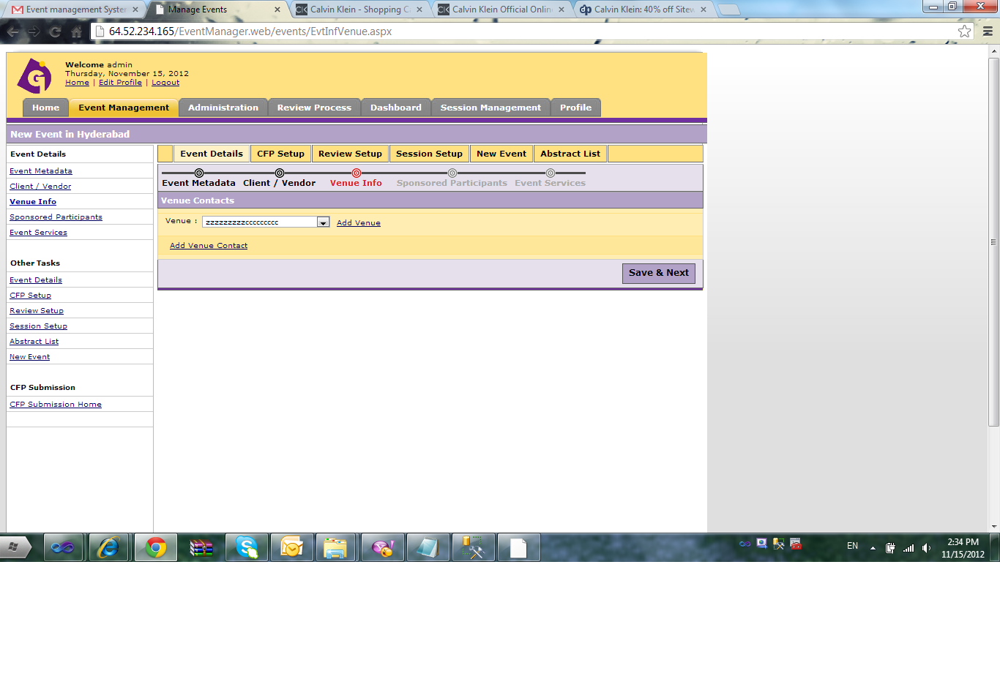 Event management Syster
Manage Events
Calvin Klein - Shopping C
Calvin Klein Official Onlin
dp Calvin Klein: 40% off Sitew
64.52.234.165/EventManager.web/events/EvtInfVenue.aspx
G
Welcome admin
Thursday, November 15, 2012
Home | Edit Profile | Logout
Home Event Management Administration Review Process Dashboard Session Management Profile
New Event in Hyderabad
Event Details
Event Metadata
Client / Vendor
Venue Info
Sponsored Participants
Event Services
Other Tasks
Event Details
CFP Setup
Review Setup
Session Setup
Abstract List
New Event
CFP Submission
CFP Submission Home
Event Details CFP Setup Review Setup Session Setup New Event Abstract List
Event Metadata Client / Vendor Venue Info Sponsored Participants Event Services
Venue Contacts
Venue : zzzzzzzzzccccccccc Add Venue
Add Venue Contact
Save & Next
EN
2:34 PM
11/15/2012